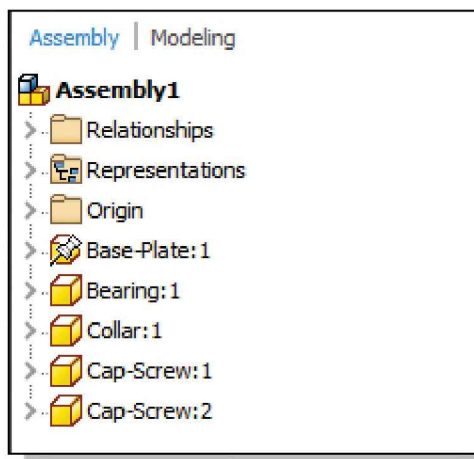 Assembly | Modeling
Assembly1
Relationships
Representations
Origin
Base-Plate:1
Bearing:1
Collar:1
Cap-Screw:1
Cap-Screw:2